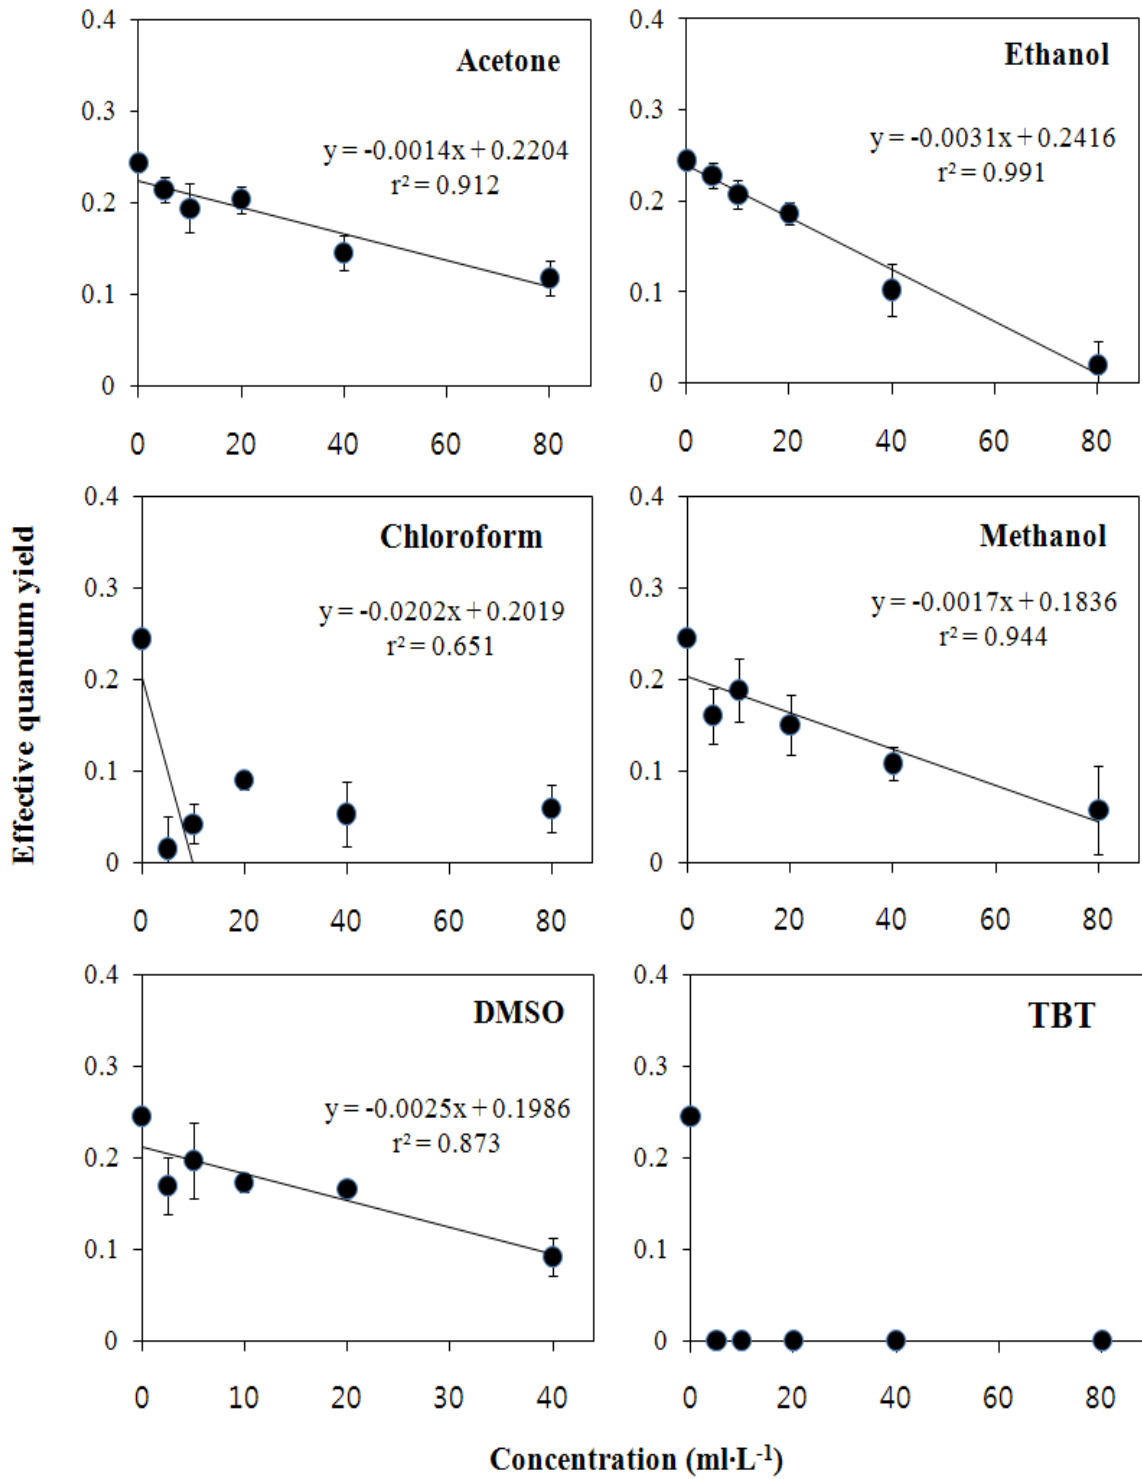 Acetone
y = -0.0014x + 0.2204
r² = 0.912
0.4
0.3
0.2
0.1
0
0 20 40 60 80
Ethanol
y = -0.0031x + 0.2416
r² = 0.991
0.4
0.3
0.2
0.1
0
0 20 40 60 80
Effective quantum yield
Chloroform
y = -0.0202x + 0.2019
r² = 0.651
0.4
0.3
0.2
0.1
0
0 20 40 60 80
Methanol
y = -0.0017x + 0.1836
r² = 0.944
0.4
0.3
0.2
0.1
0
0 20 40 60 80
DMSO
y = -0.0025x + 0.1986
r² = 0.873
0.4
0.3
0.2
0.1
0
0 10 20 30 40
TBT
0.4
0.3
0.2
0.1
0
0 20 40 60 80
Concentration (ml·L⁻¹)